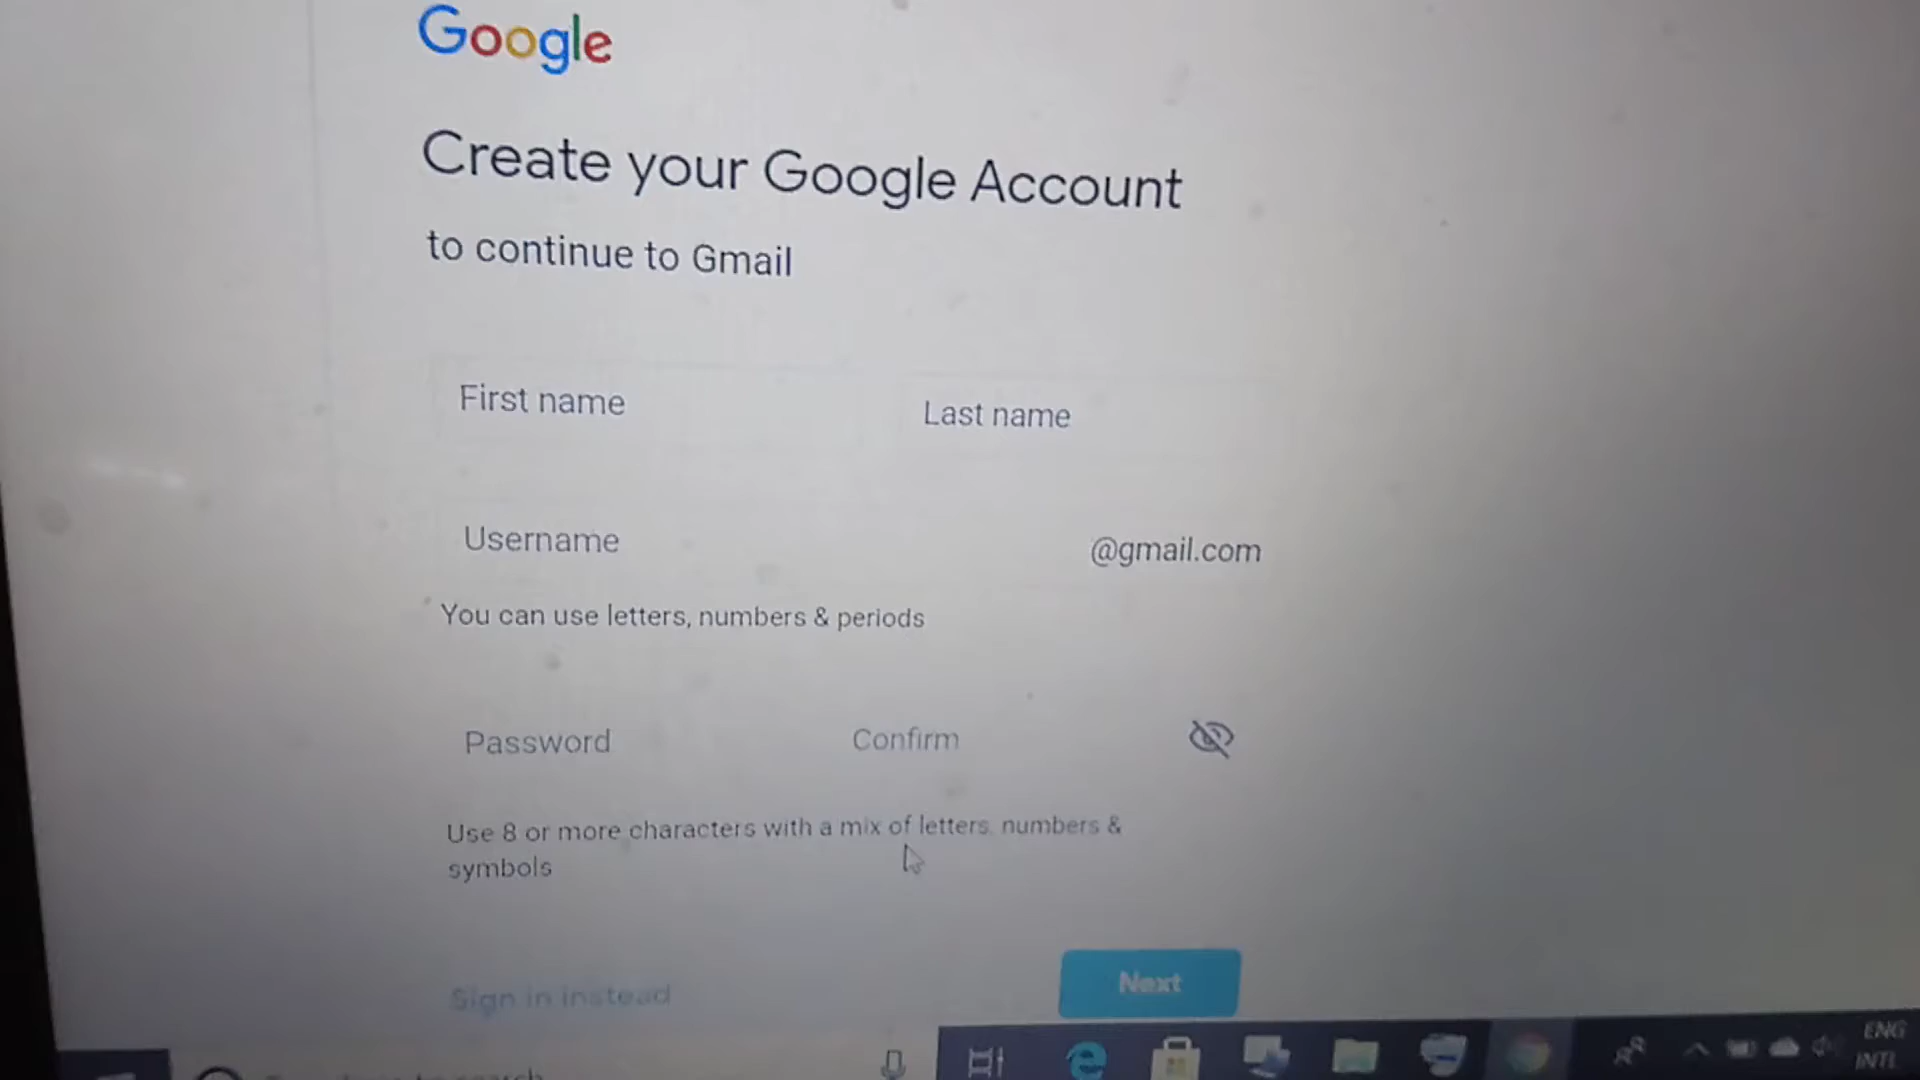 Google
Create your Google Account
to continue to Gmail
First name
Last name
Username
@gmail.com
You can use letters, numbers & periods
Password
Confirm
Use 8 or more characters with a mix of letters, numbers &
symbols
Sign in instead
Next
ENG
INTL